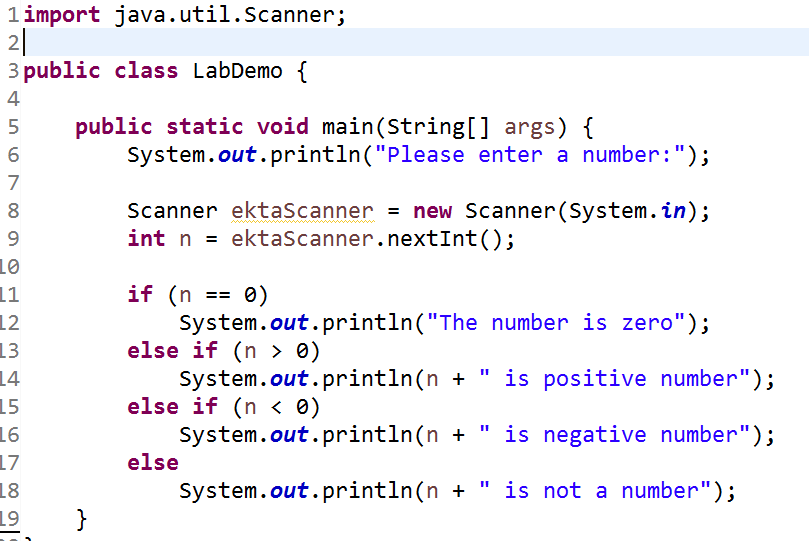 1 import java.util.Scanner;
2
3 public class LabDemo {
4
5     public static void main(String[] args) {
6         System.out.println("Please enter a number:");
7
8         Scanner ektaScanner = new Scanner(System.in);
9         int n = ektaScanner.nextInt();
10
11         if (n == 0)
12             System.out.println("The number is zero");
13         else if (n > 0)
14             System.out.println(n + " is positive number");
15         else if (n < 0)
16             System.out.println(n + " is negative number");
17         else
18             System.out.println(n + " is not a number");
19     }